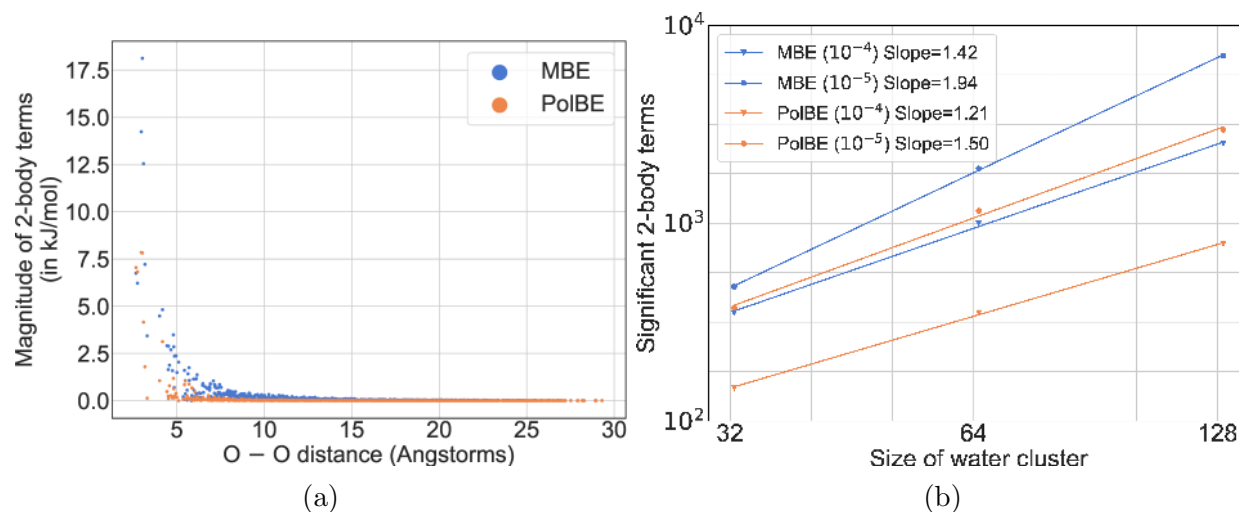 17.5
15.0
12.5
10.0
7.5
5.0
2.5
0.0
Magnitude of 2-body terms
(in kJ/mol)
MBE
PolBE
5
10
15
20
25
30
O − O distance (Angstorms)
(a)
10⁴
10³
10²
Significant 2-body terms
MBE (10⁻⁴) Slope=1.42
MBE (10⁻⁵) Slope=1.94
PolBE (10⁻⁴) Slope=1.21
PolBE (10⁻⁵) Slope=1.50
32
64
128
Size of water cluster
(b)